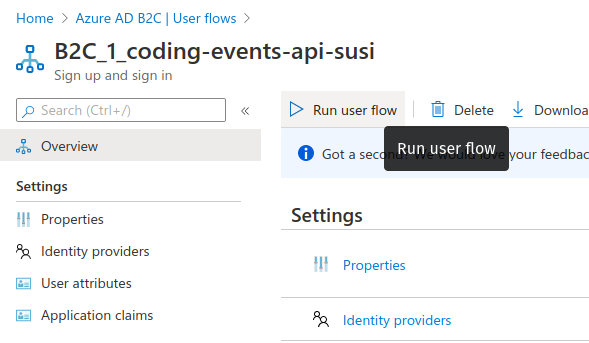 Home > Azure AD B2C | User flows >
B2C_1_coding-events-api-susi
Sign up and sign in
Search (Ctrl+/)
«
Overview
Settings
Properties
Identity providers
User attributes
Application claims
Run user flow
Delete
Downloa
Got a second? We would love your feedbac
Run user flow
Settings
Properties
Identity providers